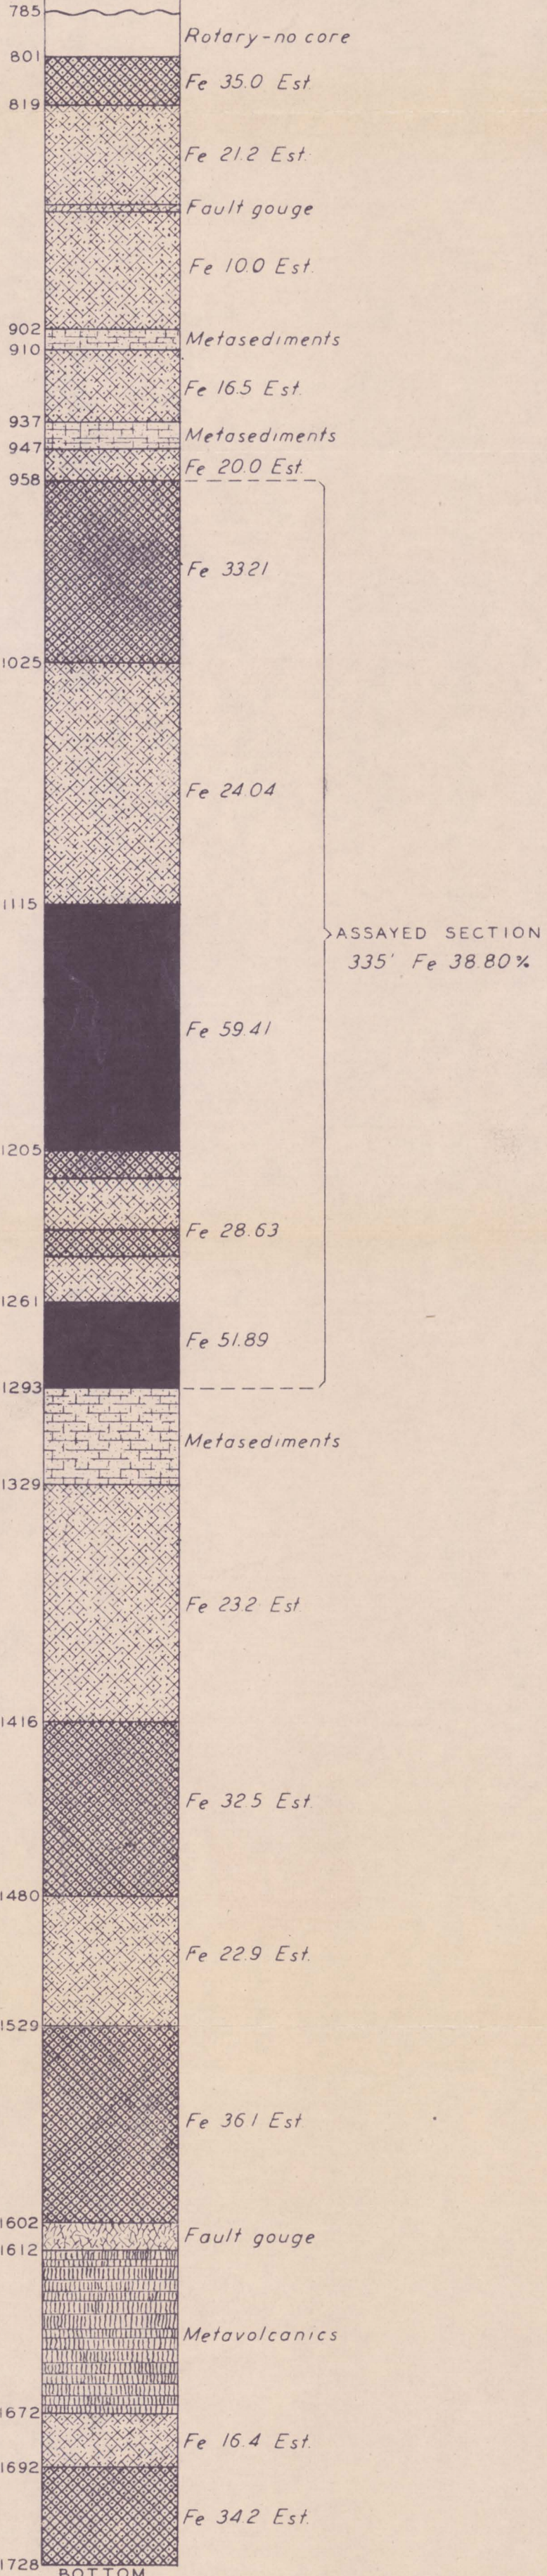 785
Rotary-no core
801
Fe 35.0 Est.
819
Fe 21.2 Est.
Fault gouge
Fe 10.0 Est.
902
Metasediments
910
Fe 16.5 Est.
937
Metasediments
947
Fe 20.0 Est.
958
Fe 33.21
1025
Fe 24.04
1115
ASSAYED SECTION
335' Fe 38.80%
Fe 59.41
1205
Fe 28.63
1261
Fe 51.89
1293
Metasediments
1329
Fe 23.2 Est
1416
Fe 32.5 Est.
1480
Fe 22.9 Est.
1529
Fe 36.1 Est.
1602
Fault gouge
1612
Metavolcanics
1672
Fe 16.4 Est.
1692
Fe 34.2 Est.
1728
BOTTOM